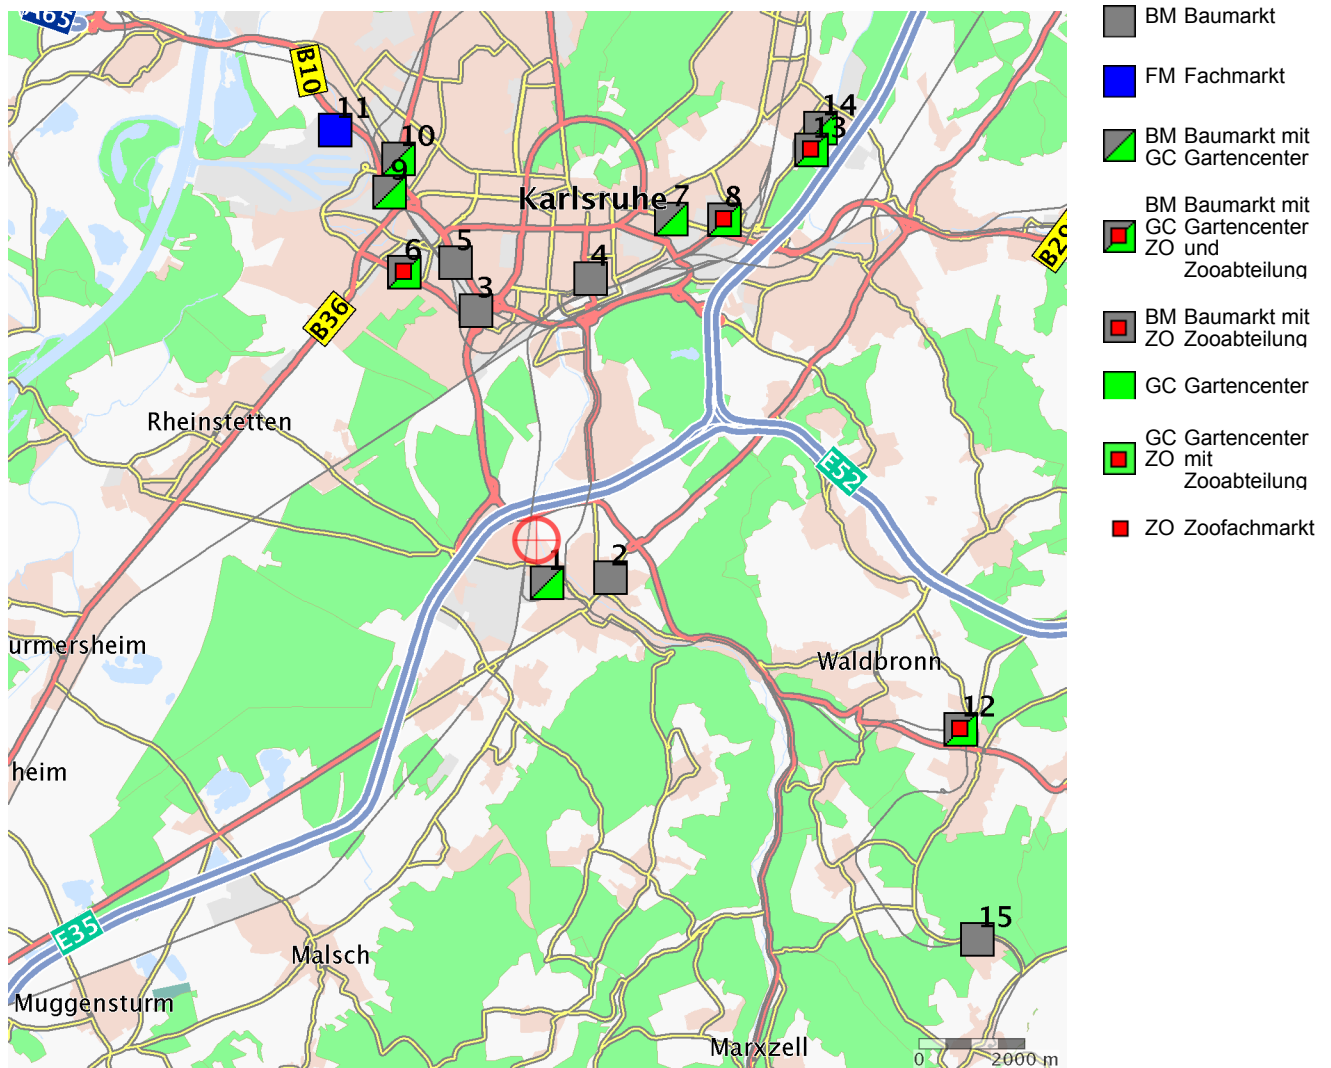 A65
B10
11
10
9
14
13
Karlsruhe
7
8
5
6
4
3
B36
B29
Rheinstetten
E52
1
2
urmersheim
Waldbronn
12
heim
E35
15
Malsch
Muggensturm
Marxzell
0 2000 m
BM Baumarkt
FM Fachmarkt
BM Baumarkt mit
GC Gartencenter
BM Baumarkt mit
GC Gartencenter
ZO und
Zooabteilung
BM Baumarkt mit
ZO Zooabteilung
GC Gartencenter
GC Gartencenter
ZO mit
Zooabteilung
ZO Zoofachmarkt